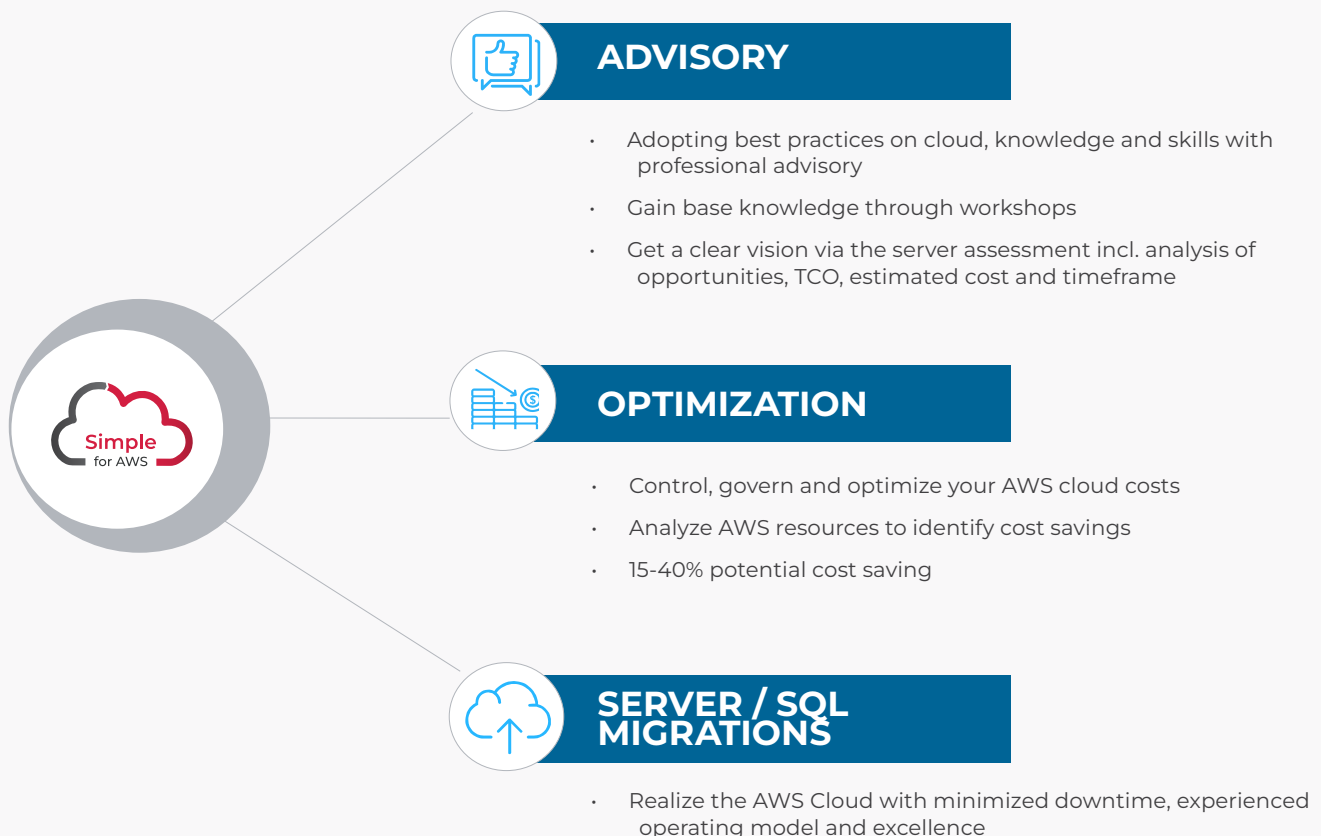 ADVISORY
• Adopting best practices on cloud, knowledge and skills with
professional advisory
• Gain base knowledge through workshops
• Get a clear vision via the server assessment incl. analysis of
opportunities, TCO, estimated cost and timeframe
Simple
for AWS
OPTIMIZATION
• Control, govern and optimize your AWS cloud costs
• Analyze AWS resources to identify cost savings
• 15-40% potential cost saving
SERVER / SQL
MIGRATIONS
• Realize the AWS Cloud with minimized downtime, experienced
operating model and excellence